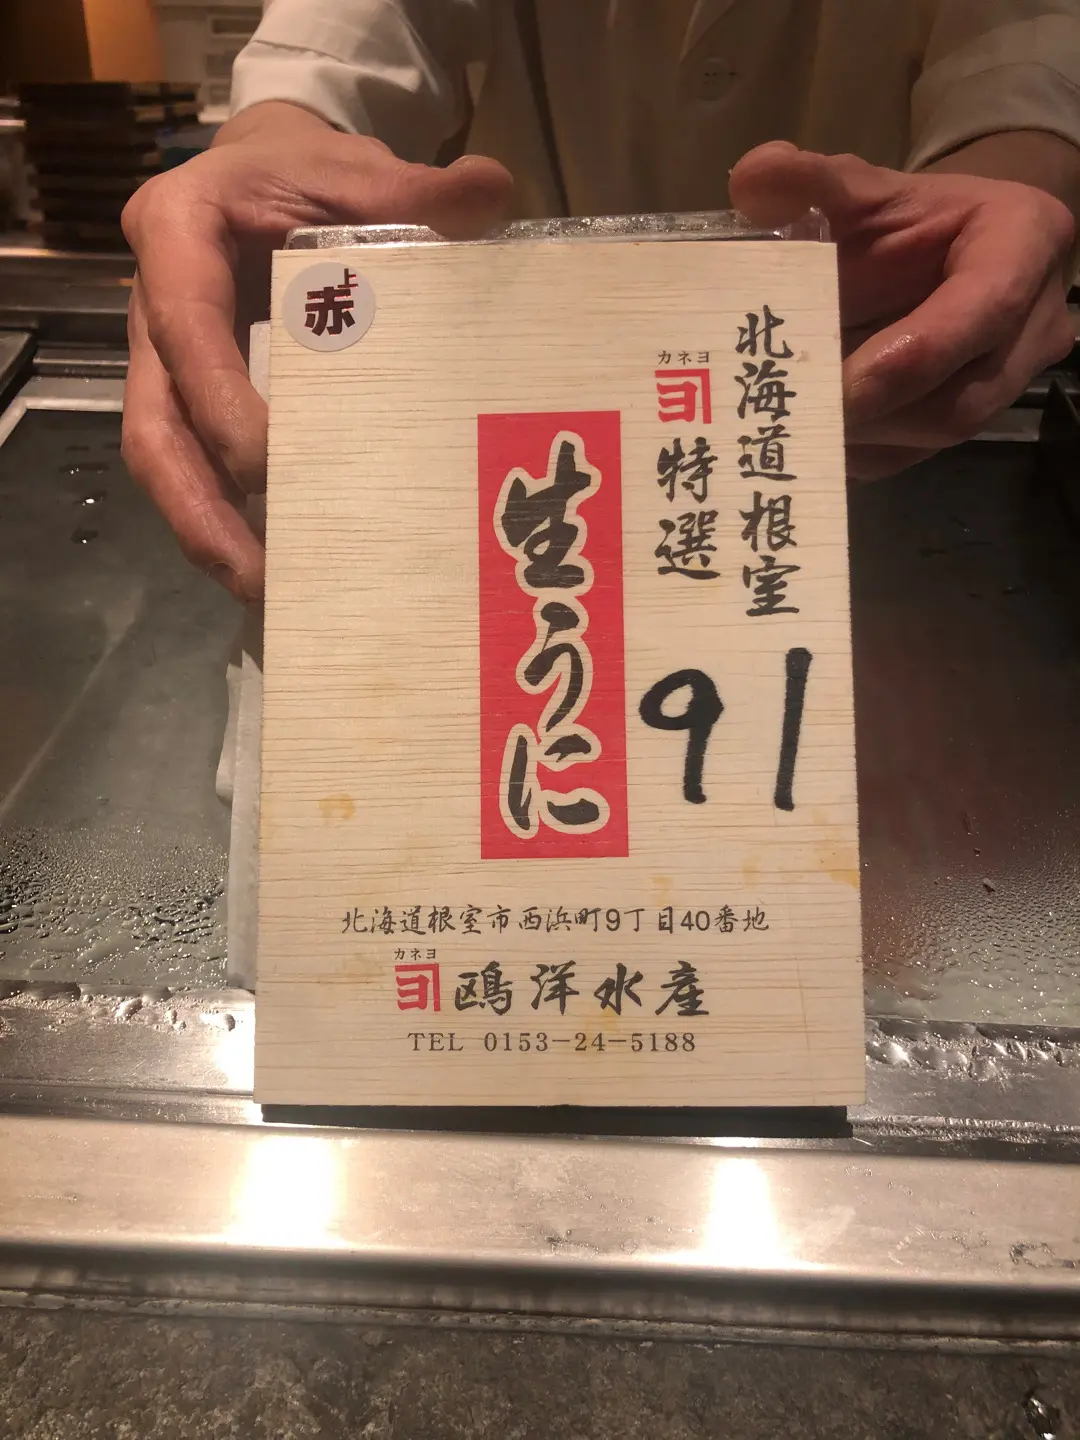 上
赤
北海道根室
カネヨ
ヨ
特選
生うに
91
北海道根室市西浜町9丁目40番地
カネヨ
ヨ 鴎洋水産
TEL 0153-24-5188